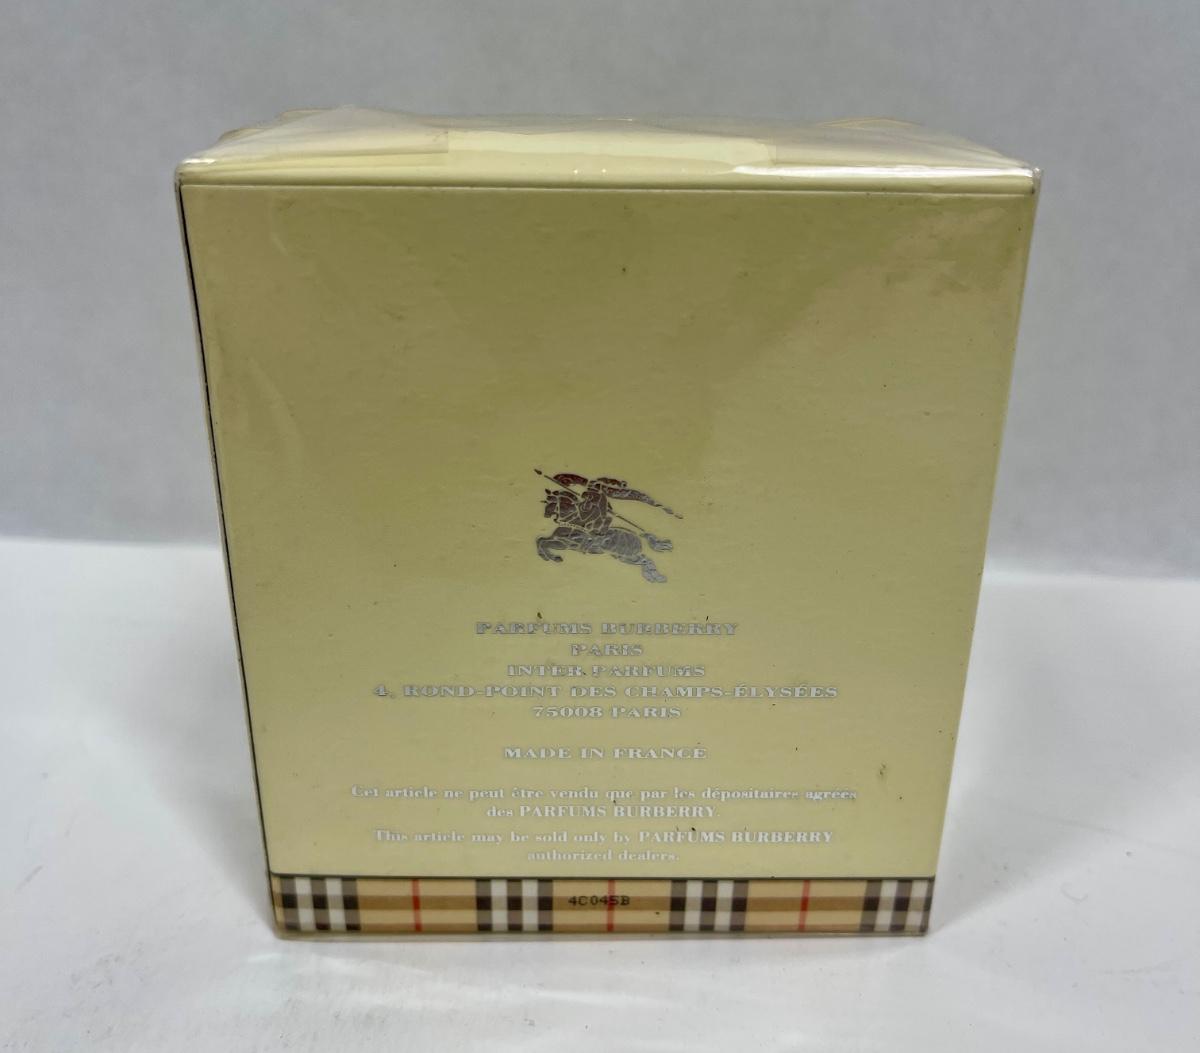 PARFUMS BURBERRY
PARIS
INTER PARFUMS
4, ROND-POINT DES CHAMPS-ÉLYSÉES
75008 PARIS
MADE IN FRANCE
Cet article ne peut être vendu que par les dépositaires agréés
des PARFUMS BURBERRY.
This article may be sold only by PARFUMS BURBERRY
authorized dealers.
4C045B